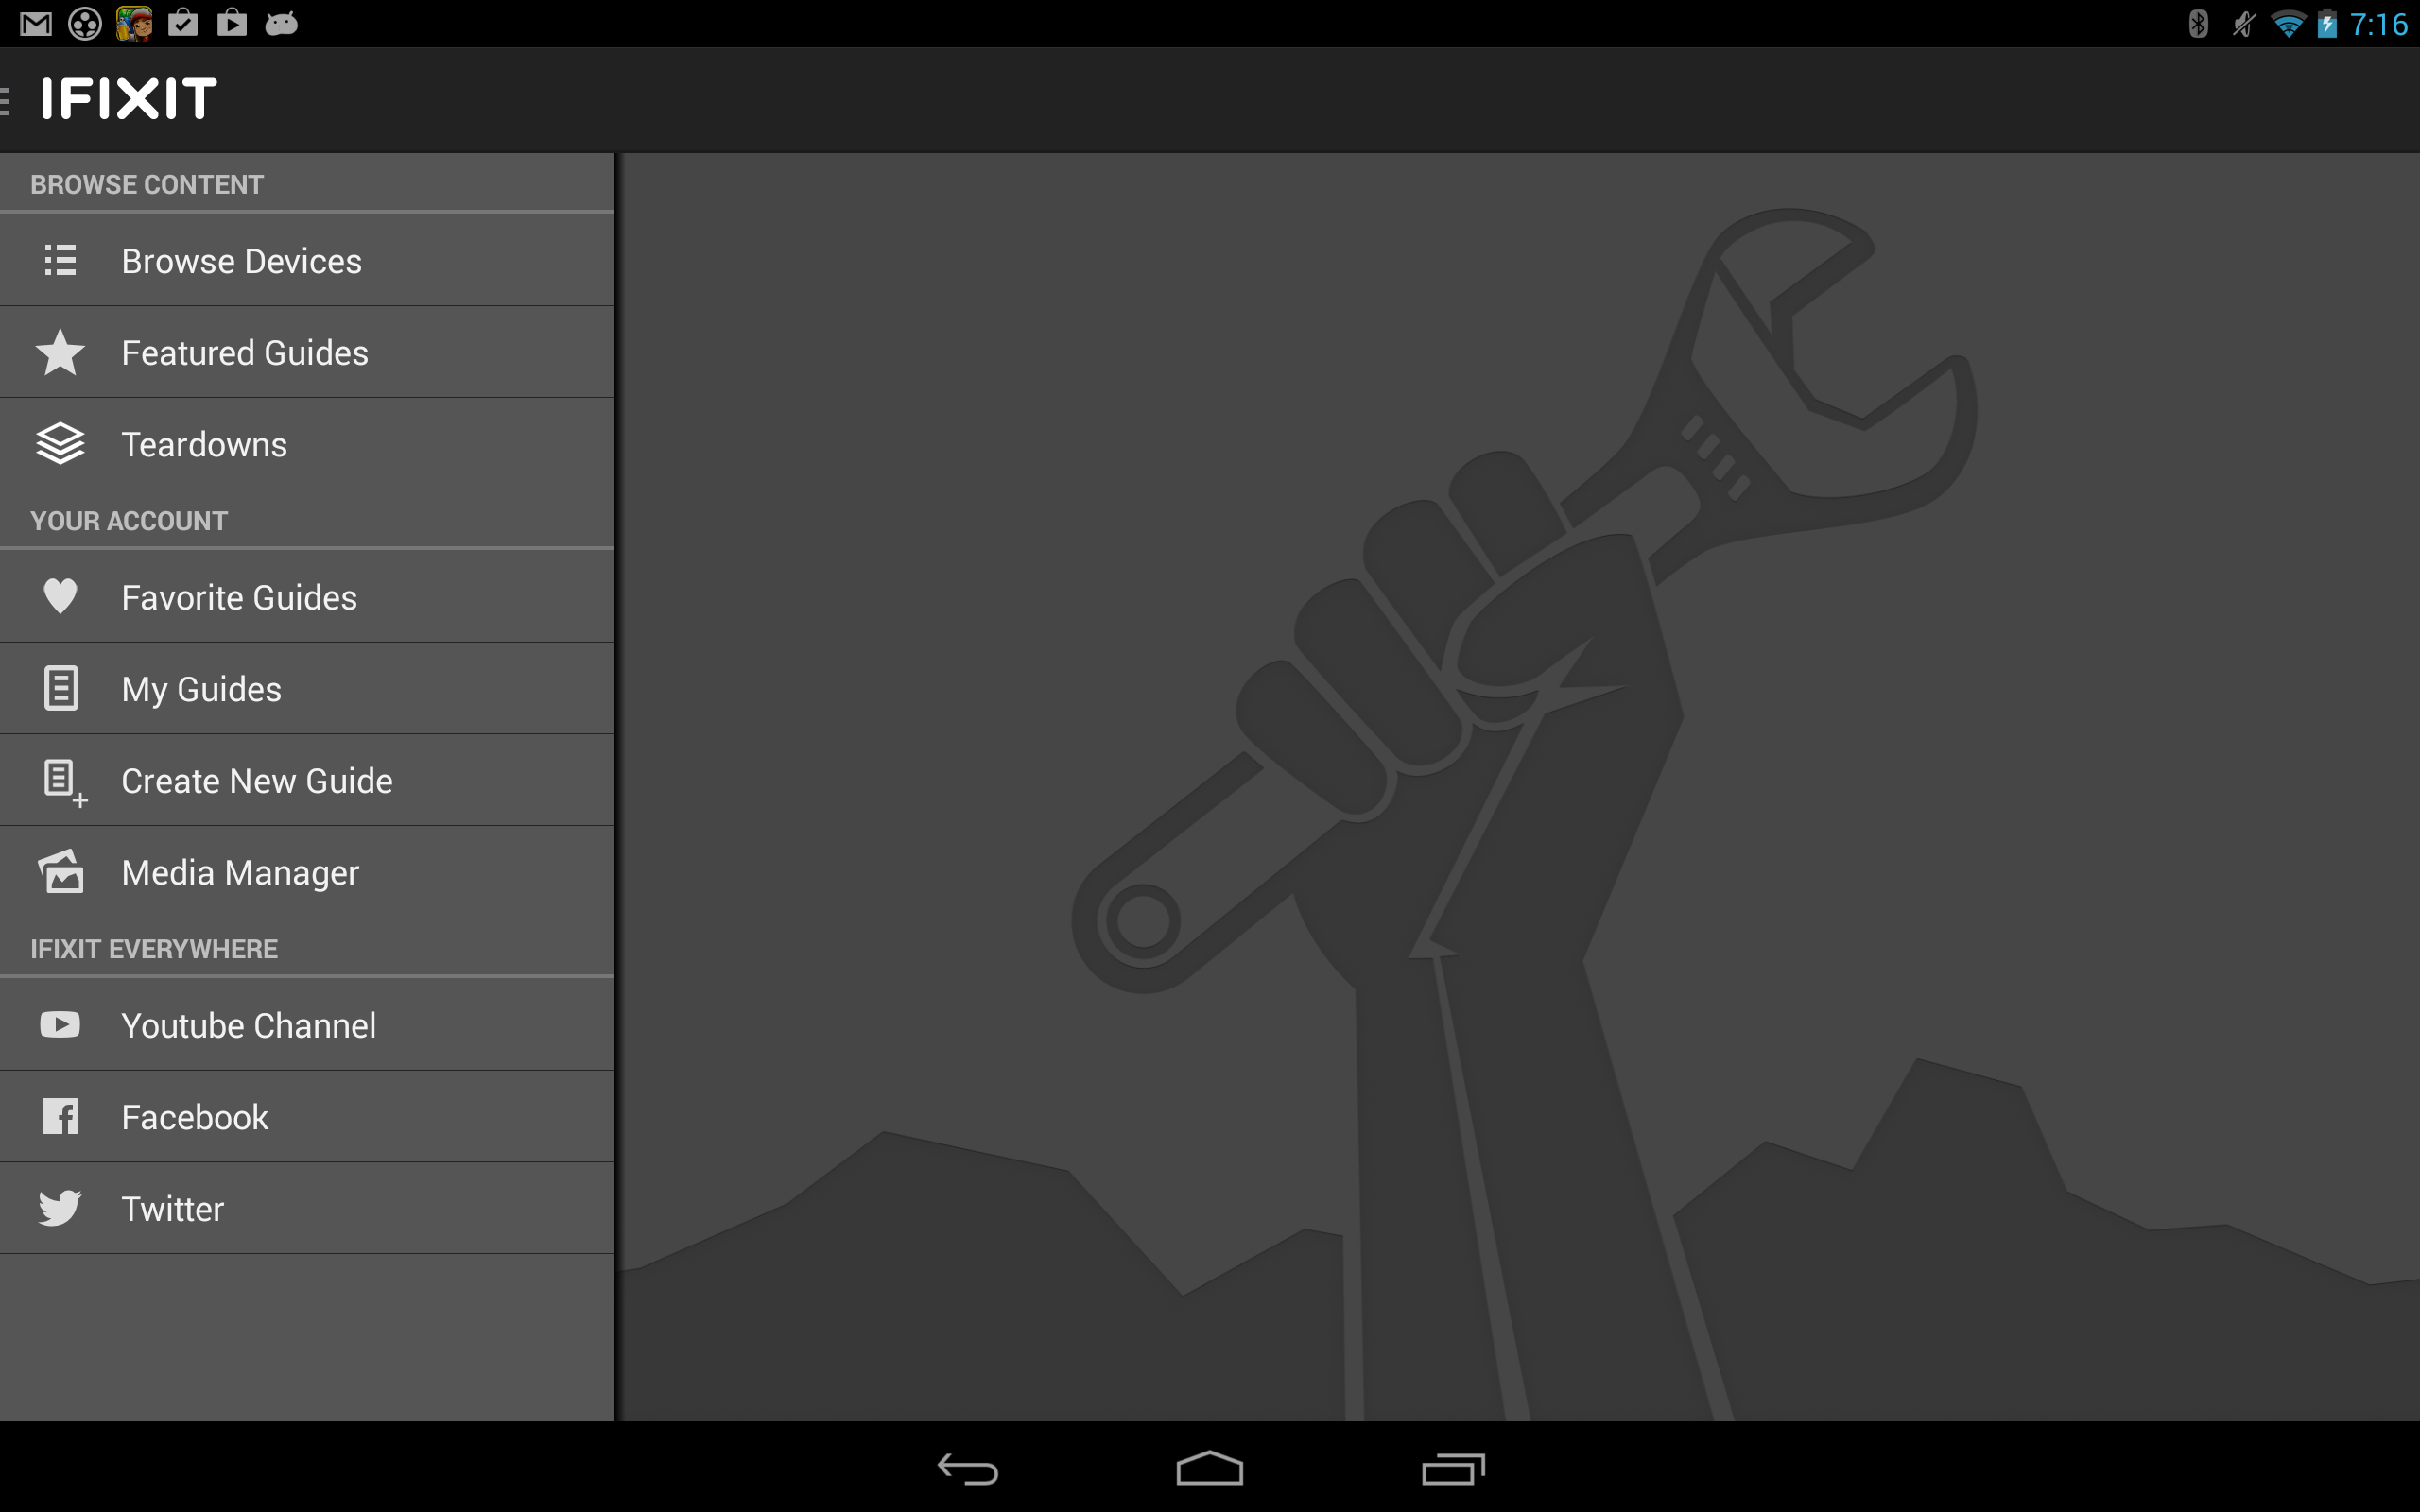 7:16
IFIXIT
BROWSE CONTENT
Browse Devices
Featured Guides
Teardowns
YOUR ACCOUNT
Favorite Guides
My Guides
Create New Guide
Media Manager
IFIXIT EVERYWHERE
Youtube Channel
Facebook
Twitter